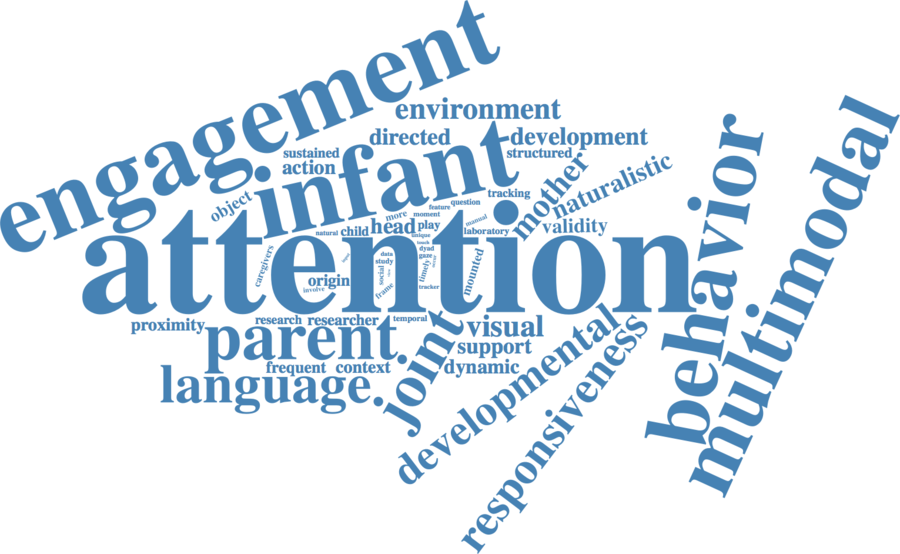 engagement
environment
directed
development
infant
sustained
structured
action
mother
naturalistic
behavior
multimodal
object
tracking
question
feature
more
moment
manual
attention
natural
child
head
play
laboratory
validity
unique
touch
caregivers
data
dyad
study
gaze
social
timely
mounted
origin
involve
frame
tracker
proximity
research
researcher
temporal
parent.
joint
visual
support
frequent
context
dynamic
language.
developmental
responsiveness